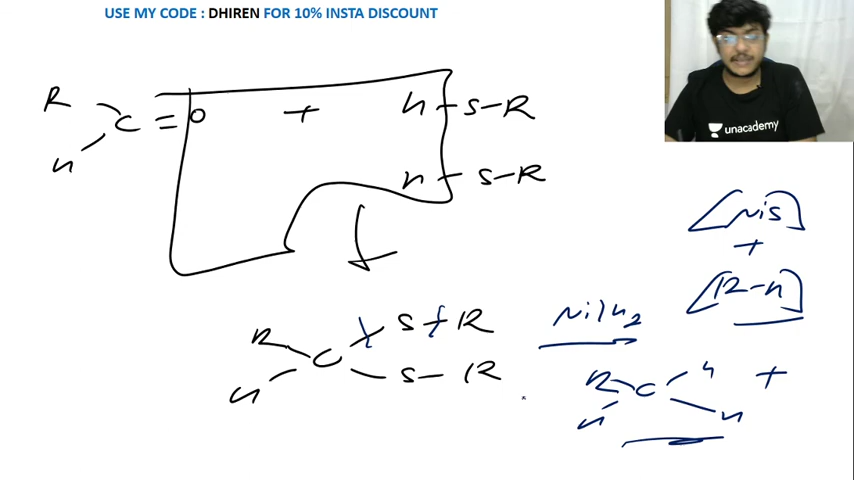 USE MY CODE : DHIREN FOR 10% INSTA DISCOUNT
R
C = O + H - S - R
H
H - S - R
unacademy
NiS
+
R - H
R S R
C
H S - R
Ni/H2
R H
C +
H H